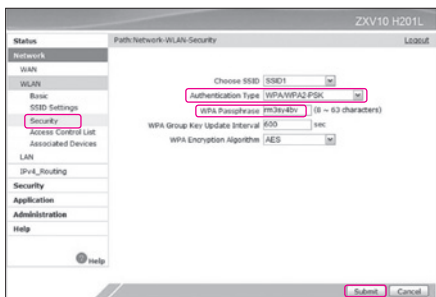 ZXV10 H201L
Path:Network-WLAN-Security
Logout
Status
Network
WAN
WLAN
Basic
SSID Settings
Security
Access Control List
Associated Devices
LAN
IPv4_Routing
Security
Application
Administration
Help
Help
Choose SSID SSID1
Authentication Type WPA/WPA2-PSK
WPA Passphrase rm3sy4bv (8 ~ 63 characters)
WPA Group Key Update Interval 600 sec
WPA Encryption Algorithm AES
Submit Cancel